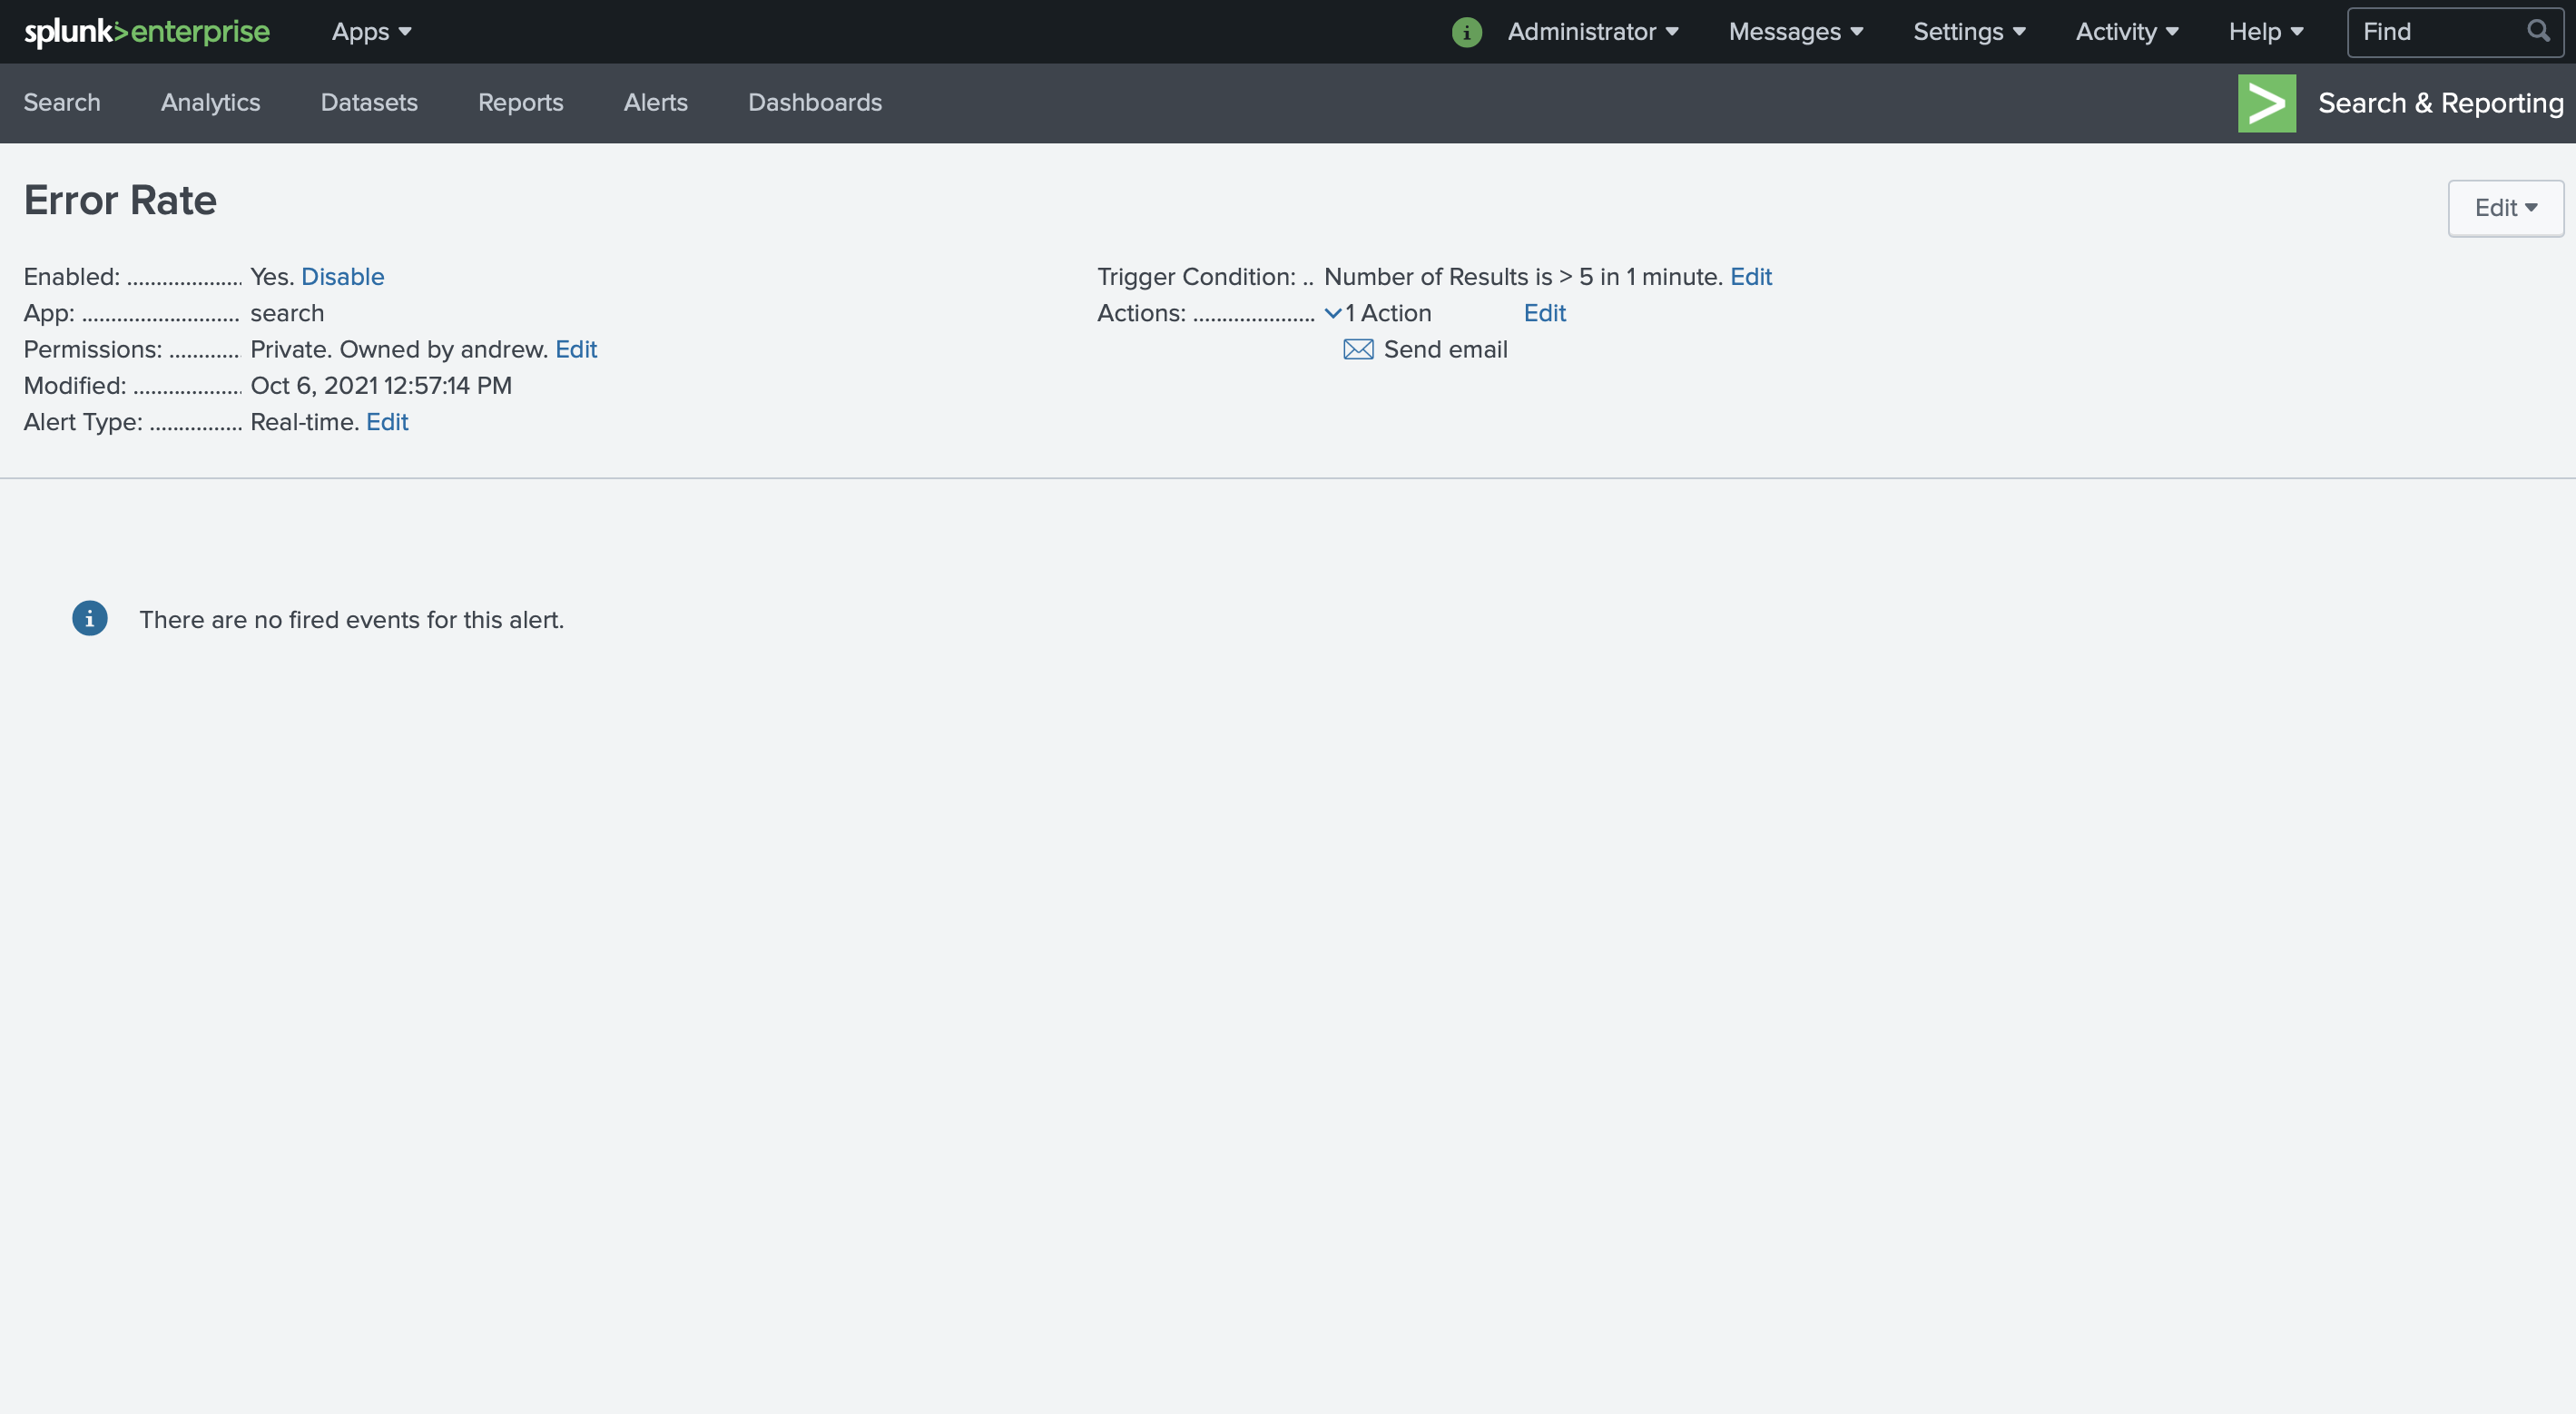 splunk>enterprise Apps Administrator Messages Settings Activity Help Find
Search Analytics Datasets Reports Alerts Dashboards Search & Reporting
Error Rate
Edit
Enabled: ................... Yes. Disable
App: ........................... search
Permissions: ............ Private. Owned by andrew. Edit
Modified: ................... Oct 6, 2021 12:57:14 PM
Alert Type: ................ Real-time. Edit
Trigger Condition: .. Number of Results is > 5 in 1 minute. Edit
Actions: ..................... 1 Action Edit
Send email
There are no fired events for this alert.